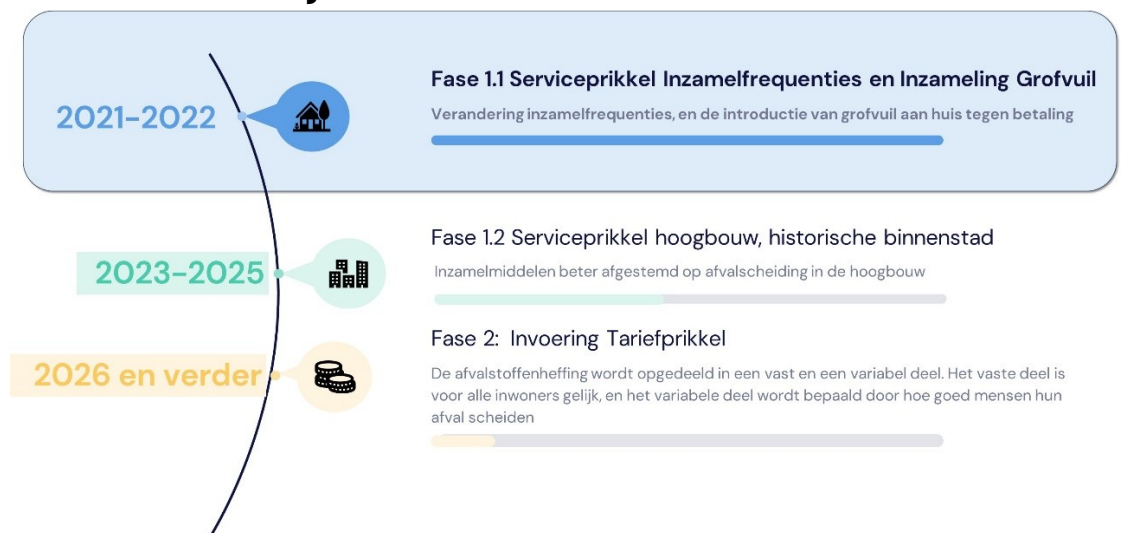 2021-2022
Fase 1.1 Serviceprikkel Inzamelfrequenties en Inzameling Grofvuil
Verandering inzamelfrequenties, en de introductie van grofvuil aan huis tegen betaling
2023-2025
Fase 1.2 Serviceprikkel hoogbouw, historische binnenstad
Inzamelmiddelen beter afgestemd op afvalscheiding in de hoogbouw
2026 en verder
Fase 2: Invoering Tariefprikkel
De afvalstoffenheffing wordt opgedeeld in een vast en een variabel deel. Het vaste deel is
voor alle inwoners gelijk, en het variabele deel wordt bepaald door hoe goed mensen hun
afval scheiden